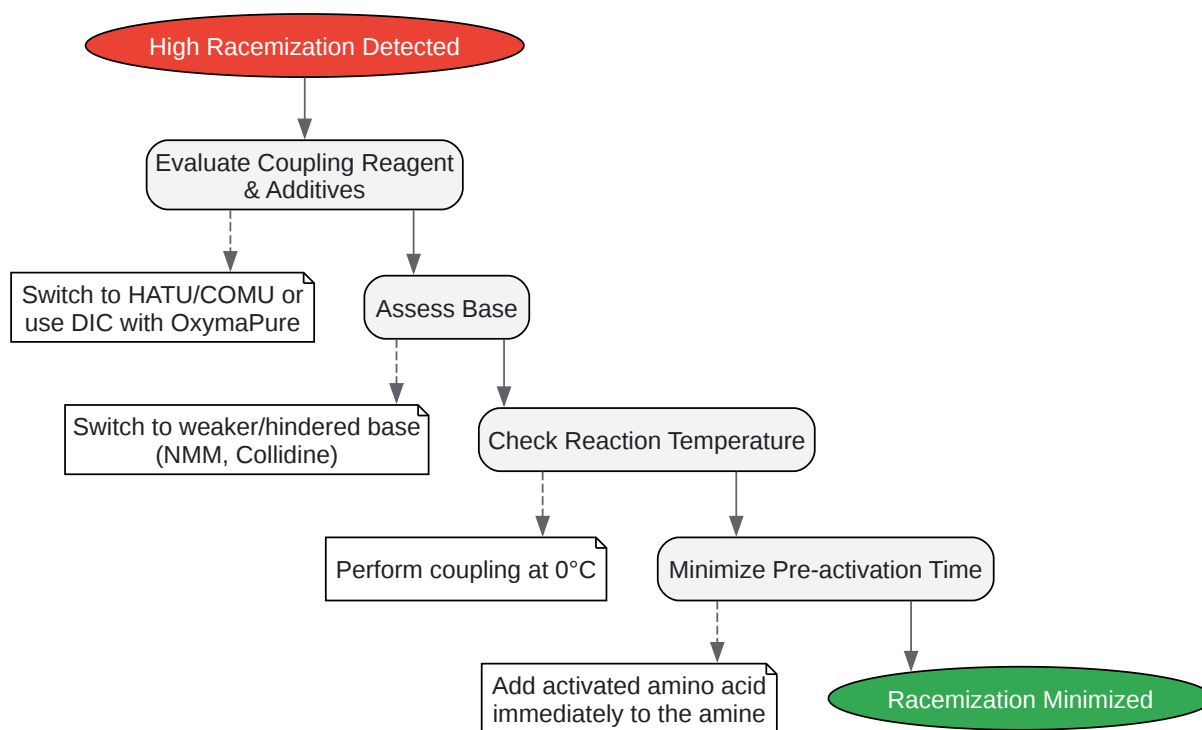 High Racemization Detected
Evaluate Coupling Reagent
& Additives
Switch to HATU/COMU or
use DIC with OxymaPure
Assess Base
Switch to weaker/hindered base
(NMM, Collidine)
Check Reaction Temperature
Perform coupling at 0°C
Minimize Pre-activation Time
Add activated amino acid
immediately to the amine
Racemization Minimized